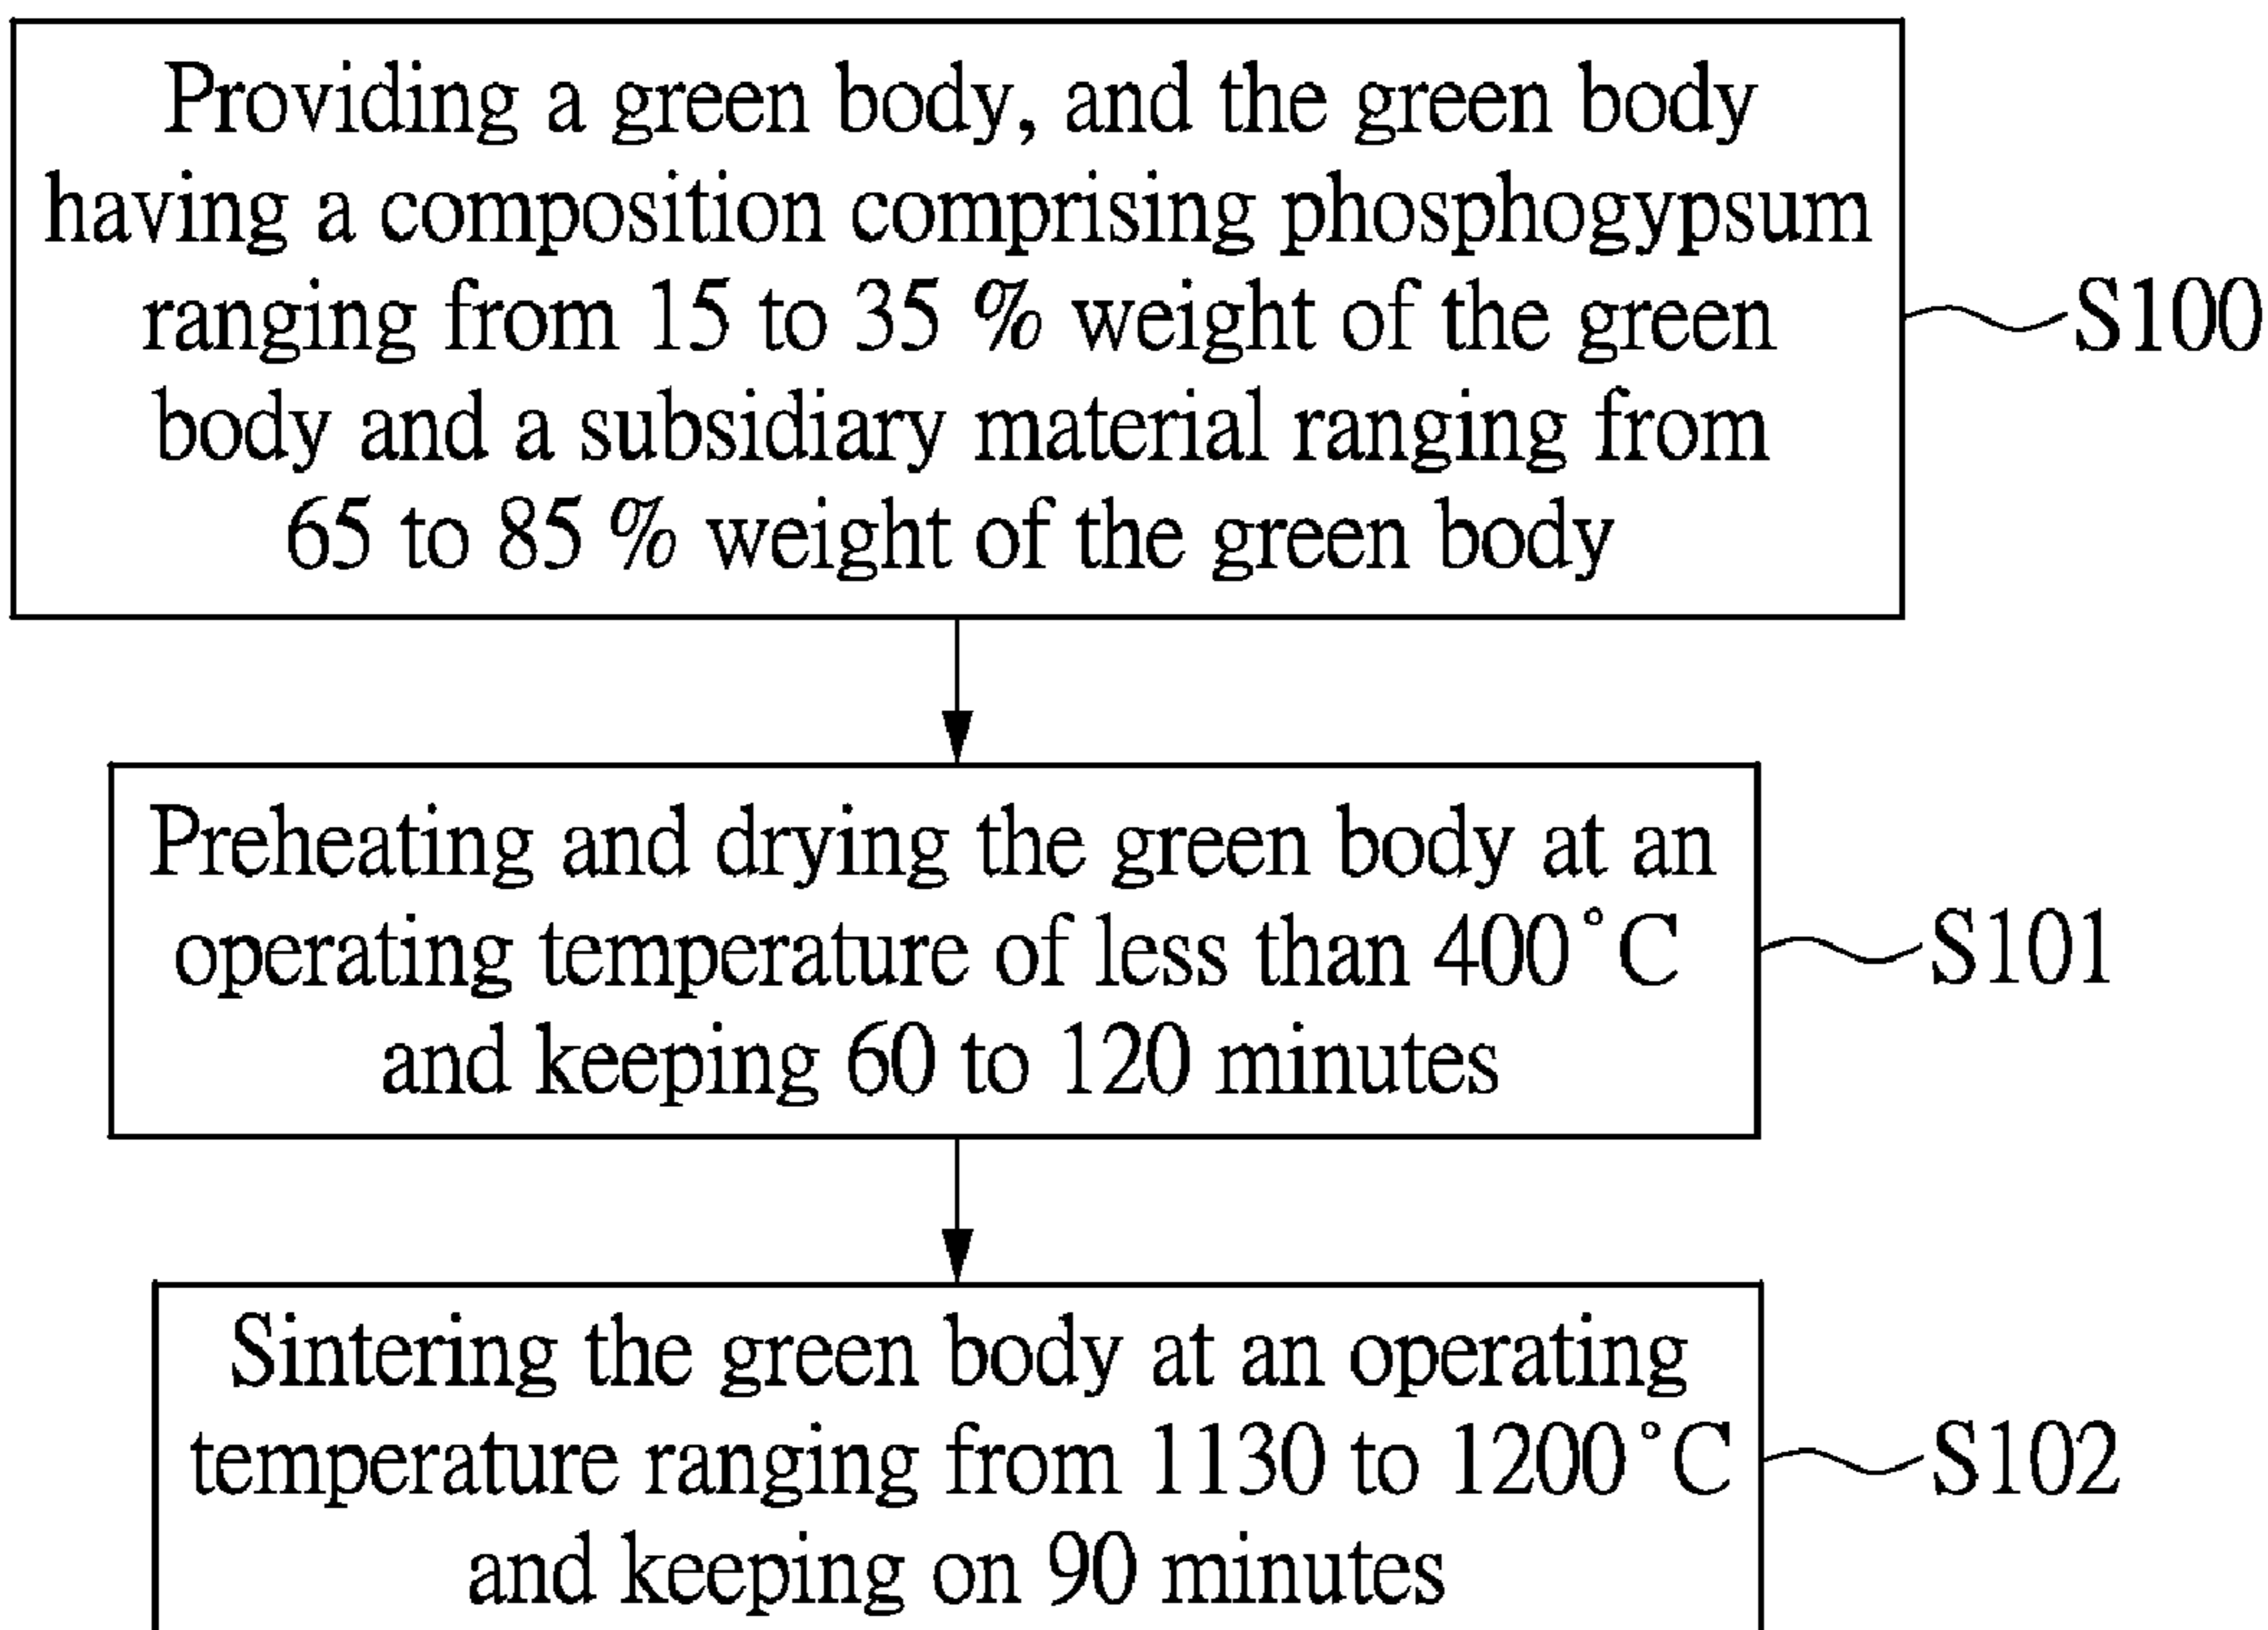 Providing a green body, and the green body
having a composition comprising phosphogypsum
ranging from 15 to 35 % weight of the green
body and a subsidiary material ranging from
65 to 85 % weight of the green body
S100
Preheating and drying the green body at an
operating temperature of less than 400°C
and keeping 60 to 120 minutes
S101
Sintering the green body at an operating
temperature ranging from 1130 to 1200°C
and keeping on 90 minutes
S102